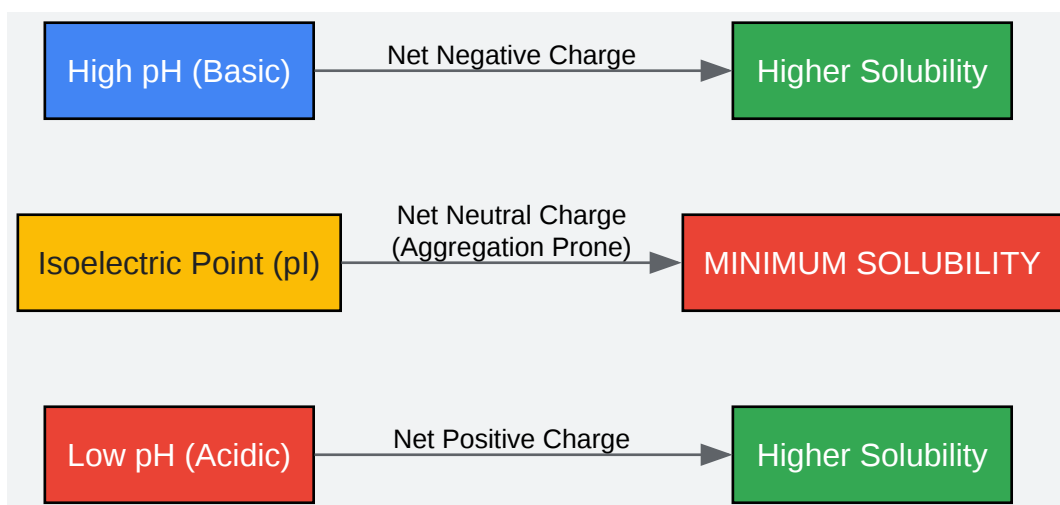 High pH (Basic)
Net Negative Charge
Higher Solubility
Isoelectric Point (pI)
Net Neutral Charge
(Aggregation Prone)
MINIMUM SOLUBILITY
Low pH (Acidic)
Net Positive Charge
Higher Solubility